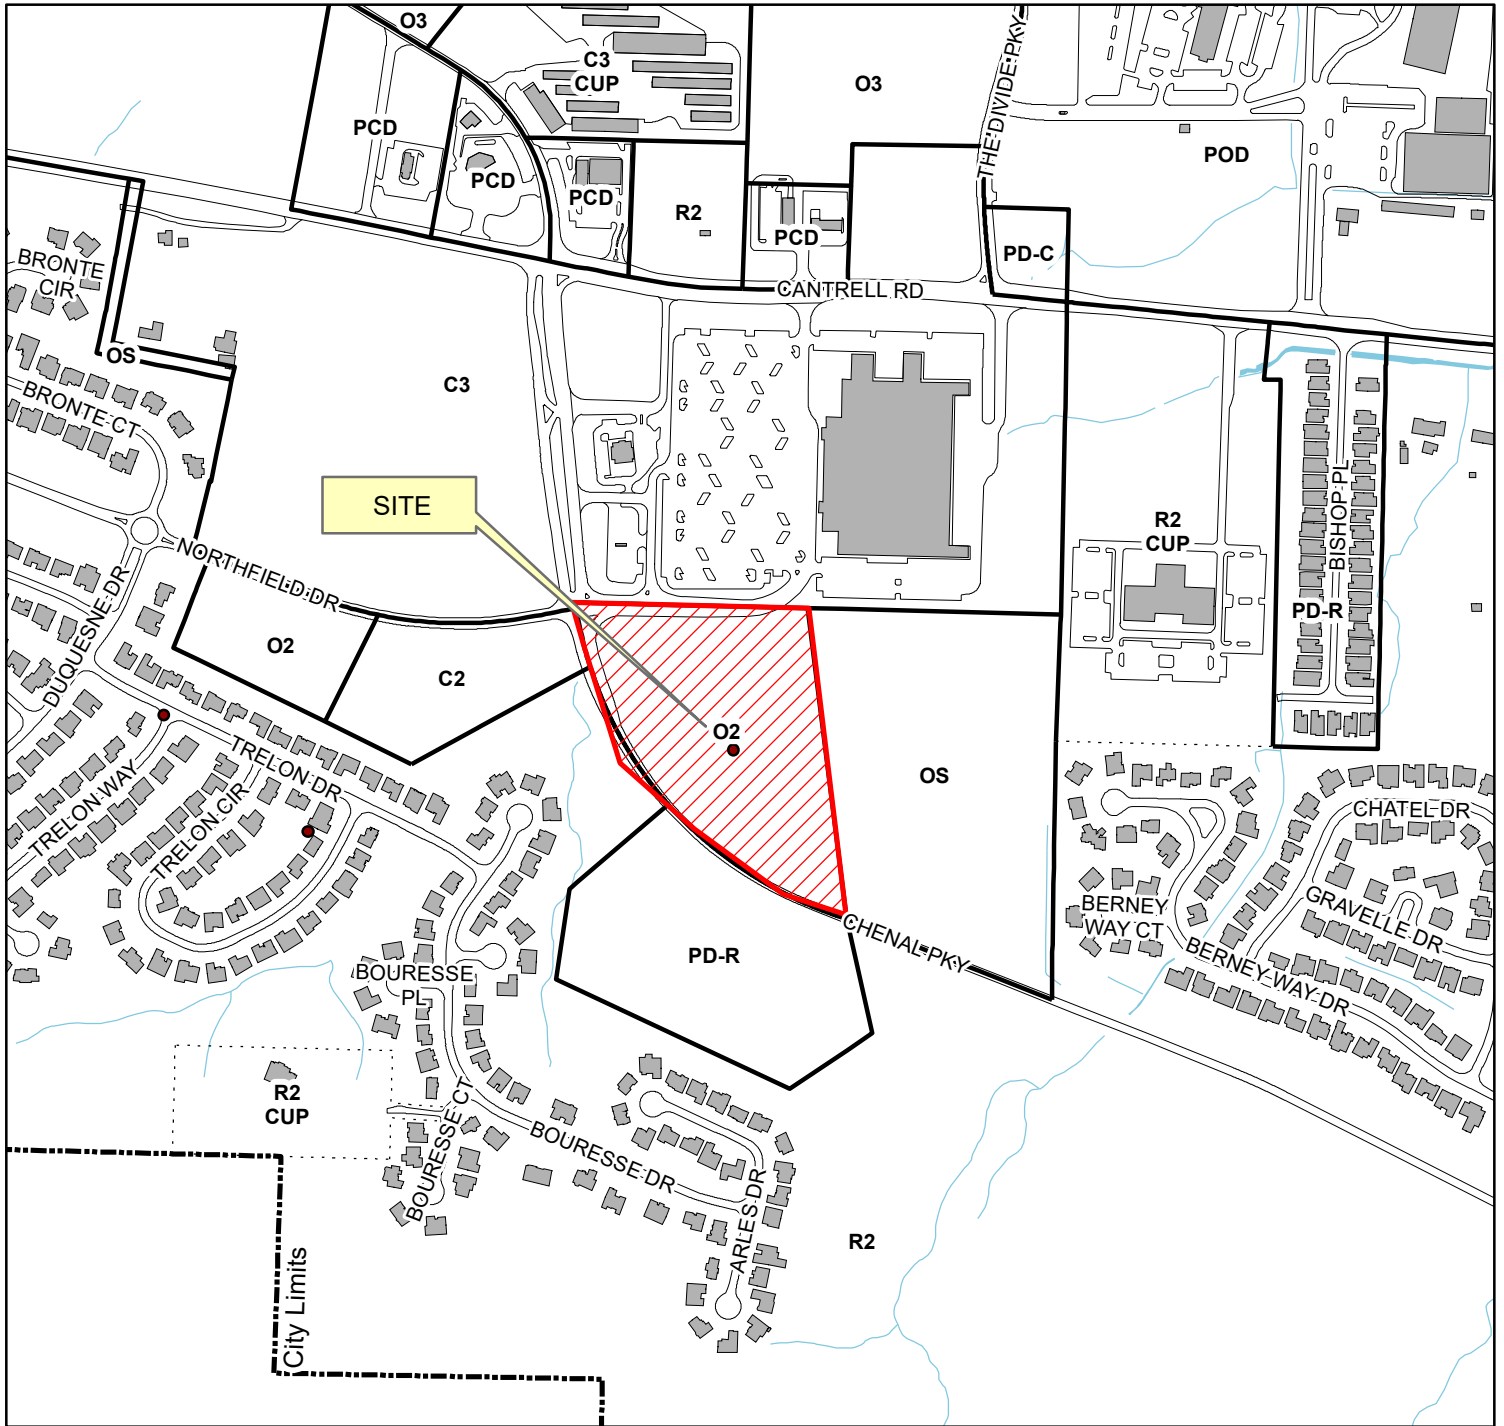 O3
C3
CUP
O3
THE DIVIDE PKY
PCD
PCD
PCD
R2
PCD
POD
PD-C
BRONTE
CIR
CANTRELL RD
OS
C3
BRONTE CT
SITE
NORTHFIELD DR
DUQUESNE DR
R2
CUP
BISHOP PL
PD-R
O2
C2
O2
OS
TRELON DR
TRELON WAY
TRELON CIR
CHATEL DR
BERNEY
WAY CT
GRAVELLE DR
BERNEY WAY DR
CHENAL PKY
PD-R
BOURESSE
PL
R2
CUP
BOURESSE CT
BOURESSE DR
ARLES DR
R2
City Limits